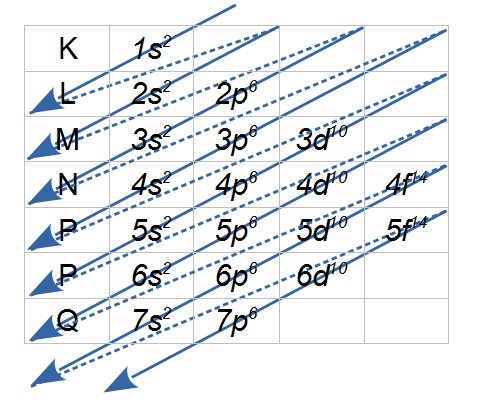 K 1s²
L 2s² 2p⁶
M 3s² 3p⁶ 3d¹⁰
N 4s² 4p⁶ 4d¹⁰ 4f¹⁴
P 5s² 5p⁶ 5d¹⁰ 5f¹⁴
P 6s² 6p⁶ 6d¹⁰
Q 7s² 7p⁶